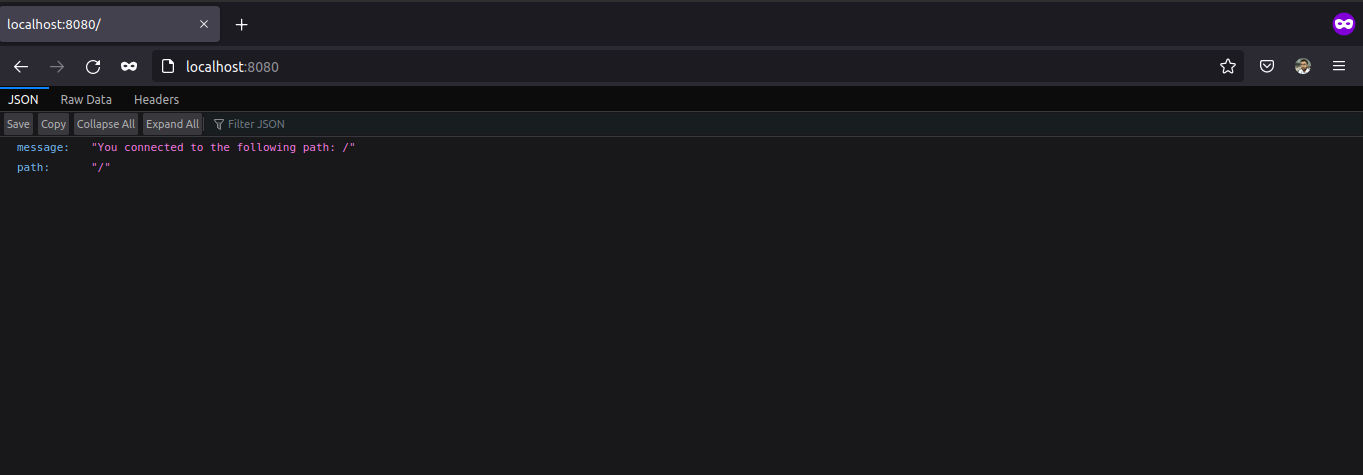 localhost:8080/
localhost:8080
JSON Raw Data Headers
Save Copy Collapse All Expand All Filter JSON
message: "You connected to the following path: /"
path: "/"